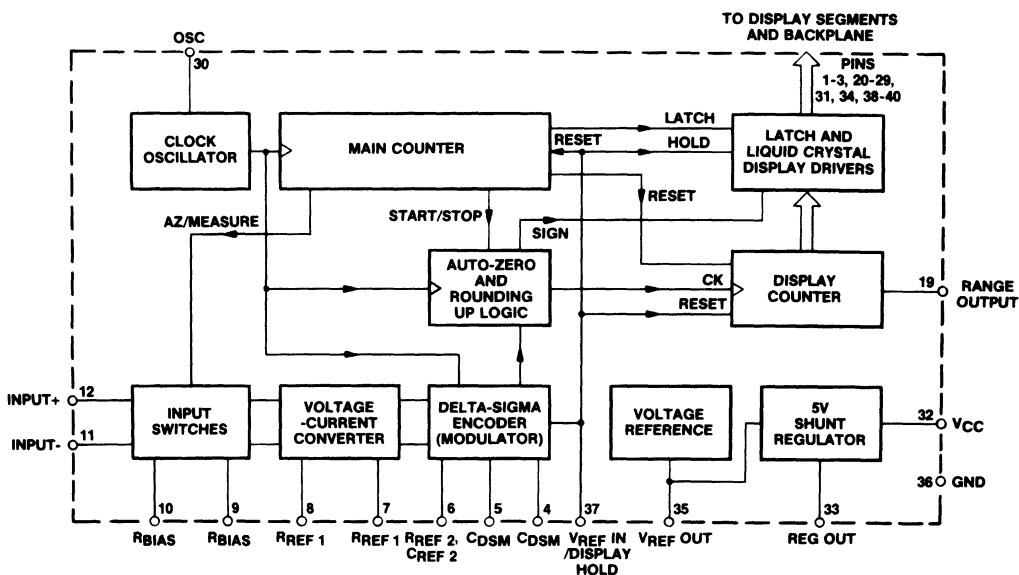 TO DISPLAY SEGMENTS
AND BACKPLANE
OSC
30
PINS
1-3, 20-29,
31, 34, 38-40
CLOCK
OSCILLATOR
MAIN COUNTER
LATCH
RESET
HOLD
LATCH AND
LIQUID CRYSTAL
DISPLAY DRIVERS
AZ/MEASURE
START/STOP
RESET
SIGN
AUTO-ZERO
AND
ROUNDING
UP LOGIC
CK
RESET
DISPLAY
COUNTER
19
RANGE
OUTPUT
INPUT+
12
INPUT-
11
INPUT
SWITCHES
VOLTAGE
-CURRENT
CONVERTER
DELTA-SIGMA
ENCODER
(MODULATOR)
VOLTAGE
REFERENCE
5V
SHUNT
REGULATOR
32
VCC
36
GND
10
9
8
7
6
5
4
37
35
33
RBIAS
RBIAS
RREF 1
RREF 1
RREF 2,
CREF 2
CDSM
CDSM
VREF IN
/DISPLAY
HOLD
VREF OUT
REG OUT